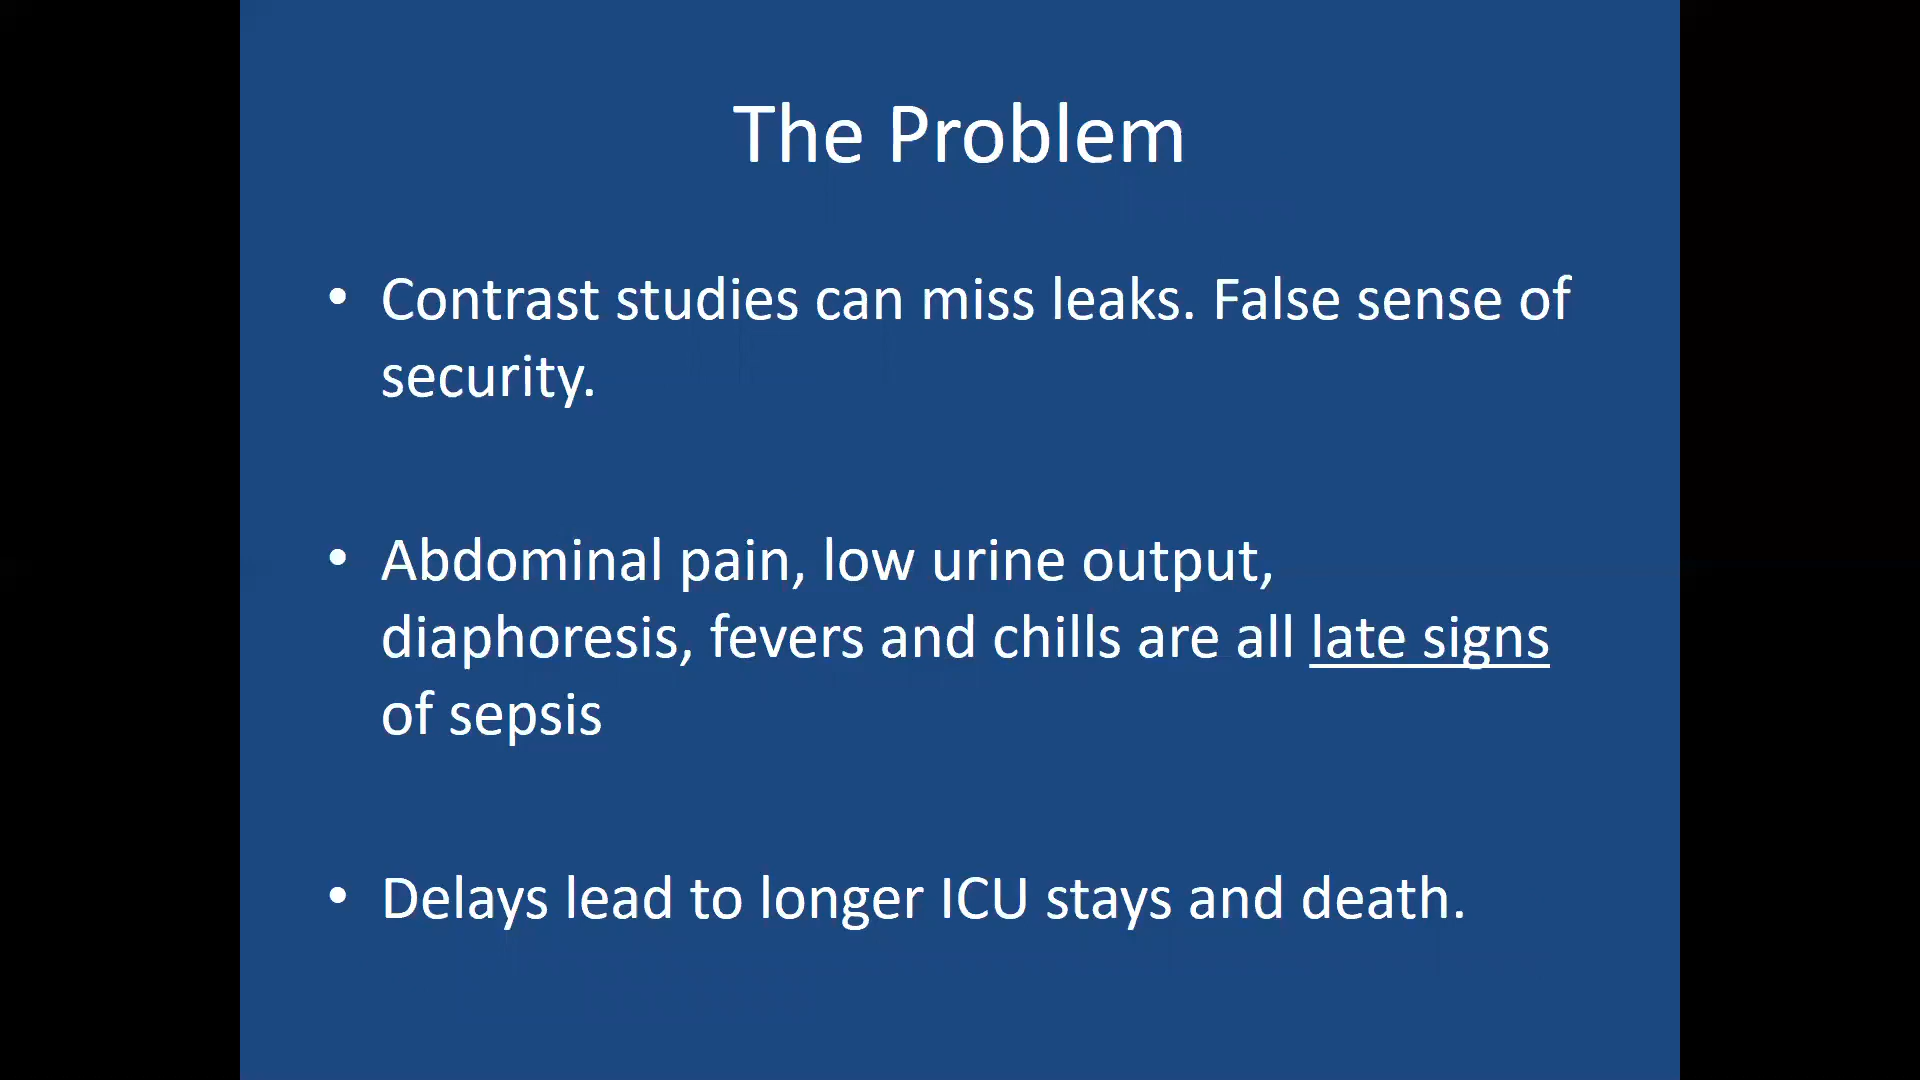 The Problem
• Contrast studies can miss leaks. False sense of
security.
• Abdominal pain, low urine output,
diaphoresis, fevers and chills are all late signs
of sepsis
• Delays lead to longer ICU stays and death.